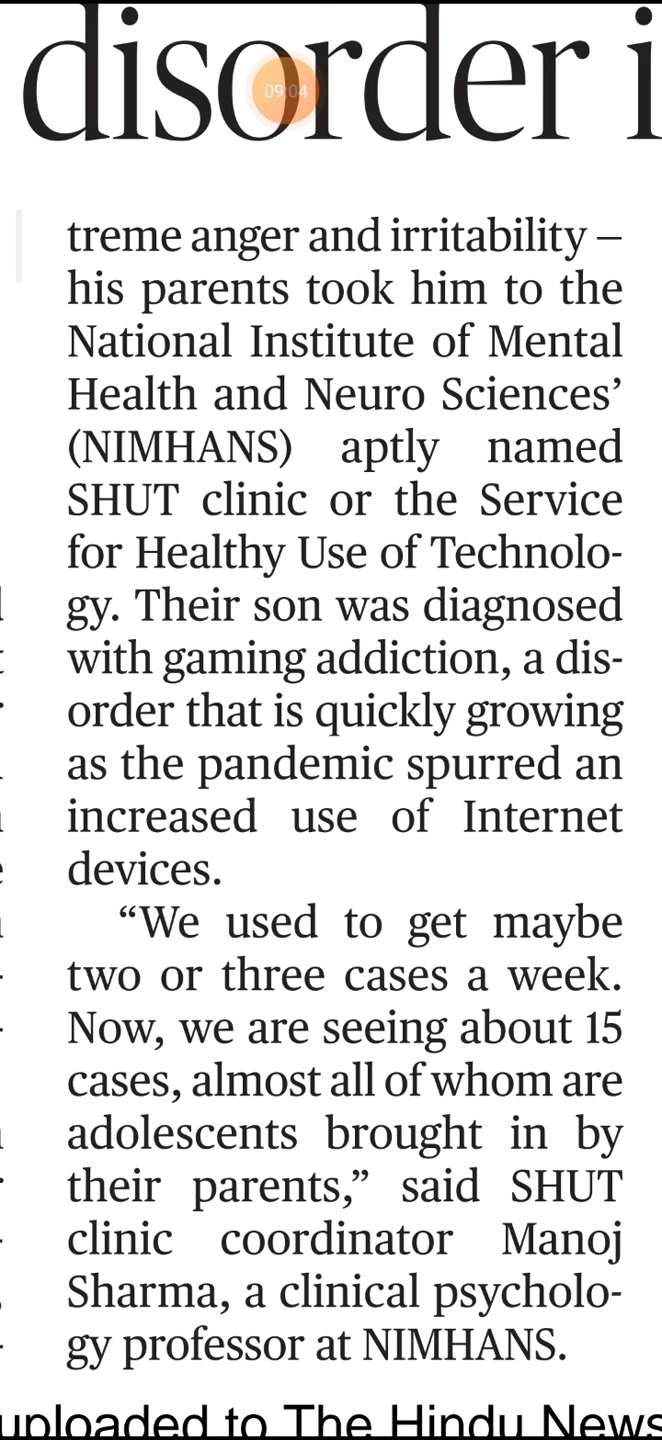 disorder i
09:04
treme anger and irritability –
his parents took him to the
National Institute of Mental
Health and Neuro Sciences’
(NIMHANS) aptly named
SHUT clinic or the Service
for Healthy Use of Technolo-
gy. Their son was diagnosed
with gaming addiction, a dis-
order that is quickly growing
as the pandemic spurred an
increased use of Internet
devices.
“We used to get maybe
two or three cases a week.
Now, we are seeing about 15
cases, almost all of whom are
adolescents brought in by
their parents,” said SHUT
clinic coordinator Manoj
Sharma, a clinical psycholo-
gy professor at NIMHANS.
uploaded to The Hindu News